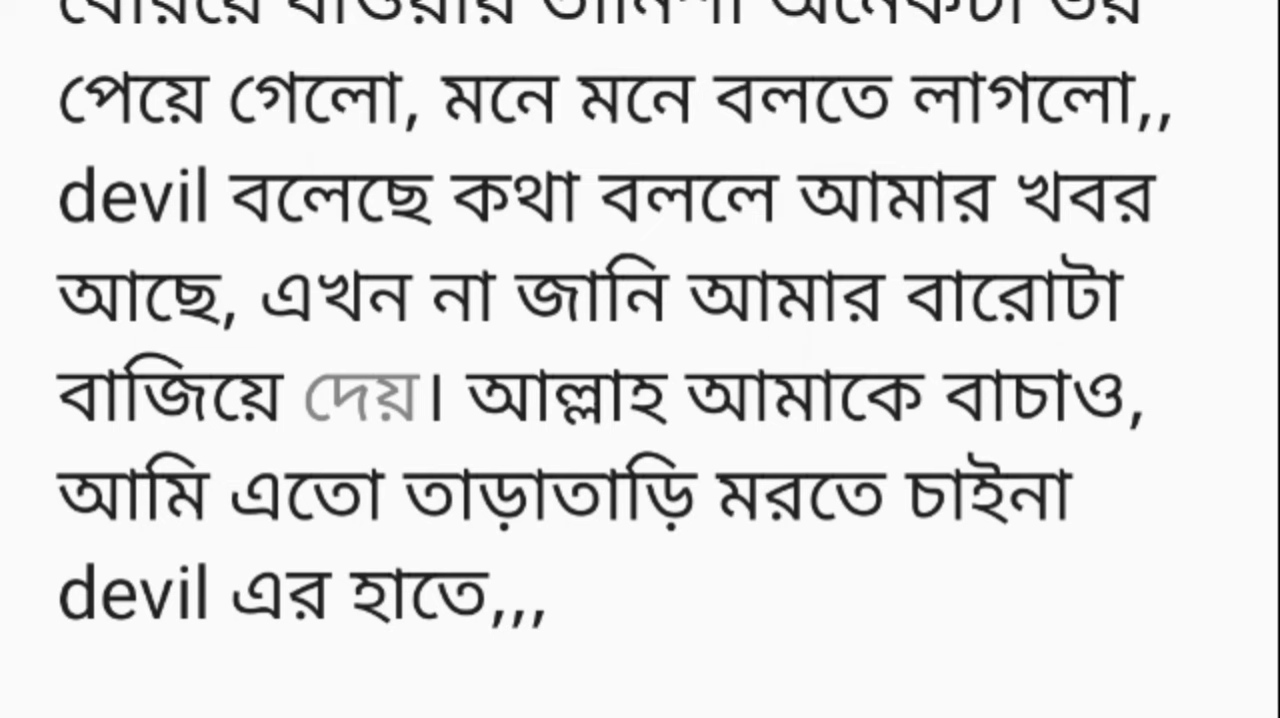 পেয়ে গেলো, মনে মনে বলতে লাগলো,,
devil বলেছে কথা বললে আমার খবর
আছে, এখন না জানি আমার বারোটা
বাজিয়ে দেয়। আল্লাহ আমাকে বাচাও,
আমি এতো তাড়াতাড়ি মরতে চাইনা
devil এর হাতে,,,